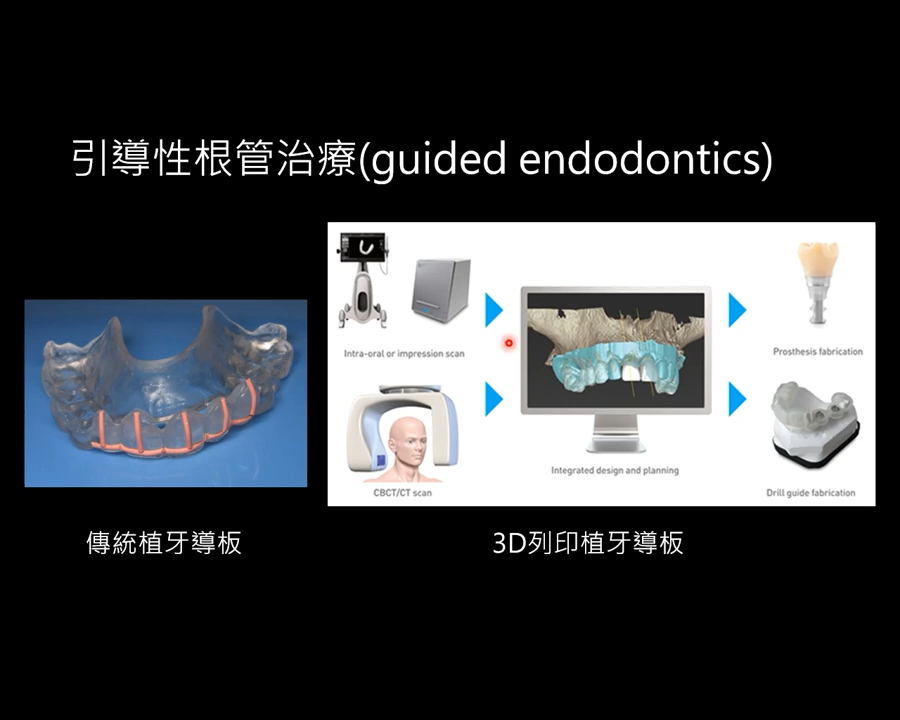 引導性根管治療(guided endodontics)
Intra-oral or impression scan
CBCT/CT scan
Integrated design and planning
Prosthesis fabrication
Drill guide fabrication
傳統植牙導板
3D列印植牙導板